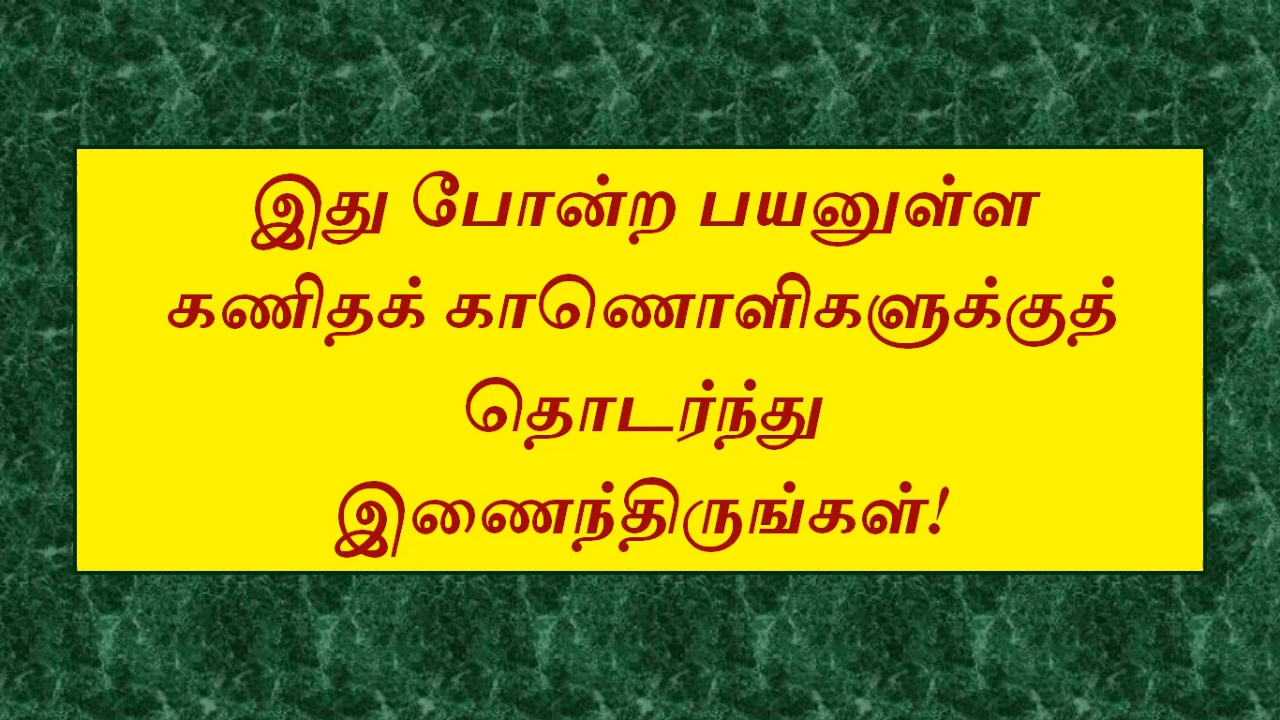 இது போன்ற பயனுள்ள
கணிதக் காணொளிகளுக்குத்
தொடர்ந்து
இணைந்திருங்கள்!